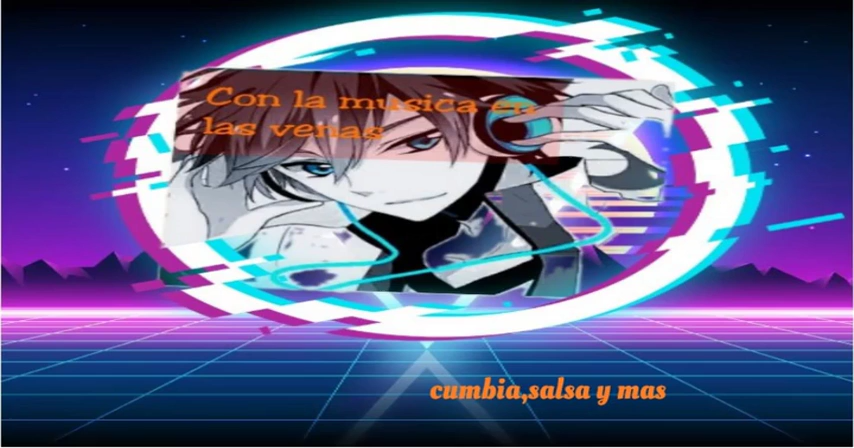 Con la musica en
las venas
cumbia,salsa y mas